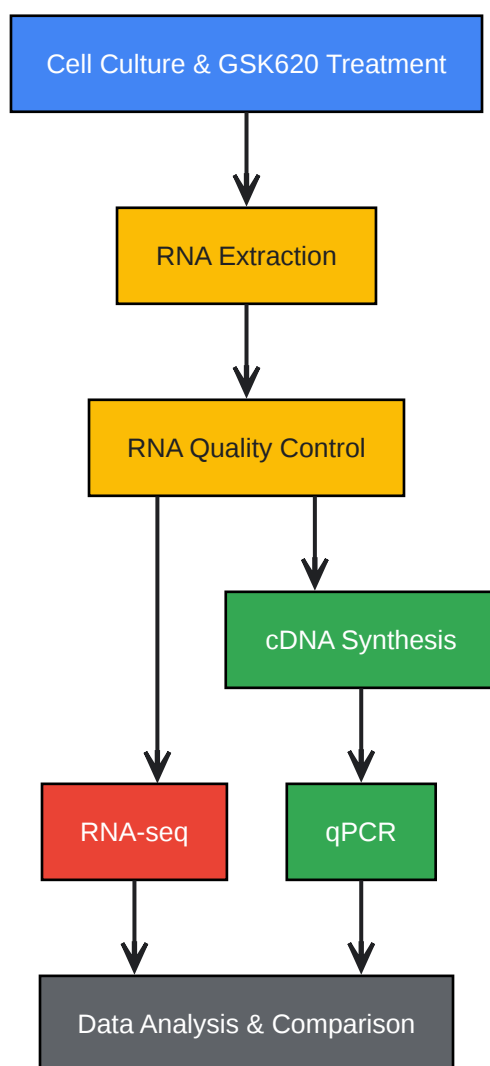 Cell Culture & GSK620 Treatment
RNA Extraction
RNA Quality Control
cDNA Synthesis
RNA-seq
qPCR
Data Analysis & Comparison